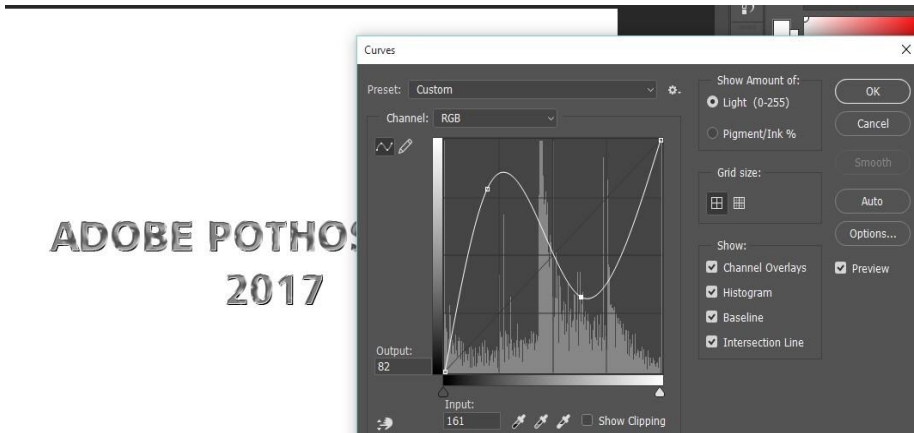 Curves
Preset: Custom
Channel: RGB
Output:
82
Input:
161
Show Clipping
Show Amount of:
Light (0-255)
Pigment/Ink %
Grid size:
Show:
Channel Overlays
Histogram
Baseline
Intersection Line
OK
Cancel
Smooth
Auto
Options...
Preview
ADOBE POTHOS
2017